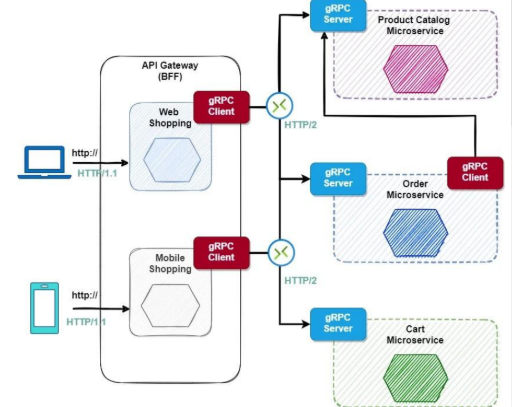 gRPC
Server
Product Catalog
Microservice
API Gateway
(BFF)
gRPC
Client
Web
Shopping
HTTP/2
http://
HTTP/1.1
gRPC
Server
Order
Microservice
gRPC
Client
gRPC
Client
Mobile
Shopping
HTTP/2
http://
HTTP/1.1
gRPC
Server
Cart
Microservice